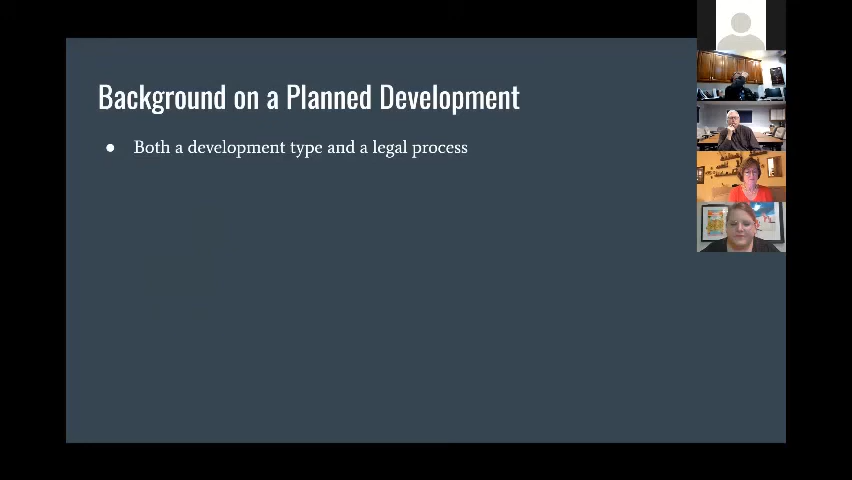 Background on a Planned Development
● Both a development type and a legal process